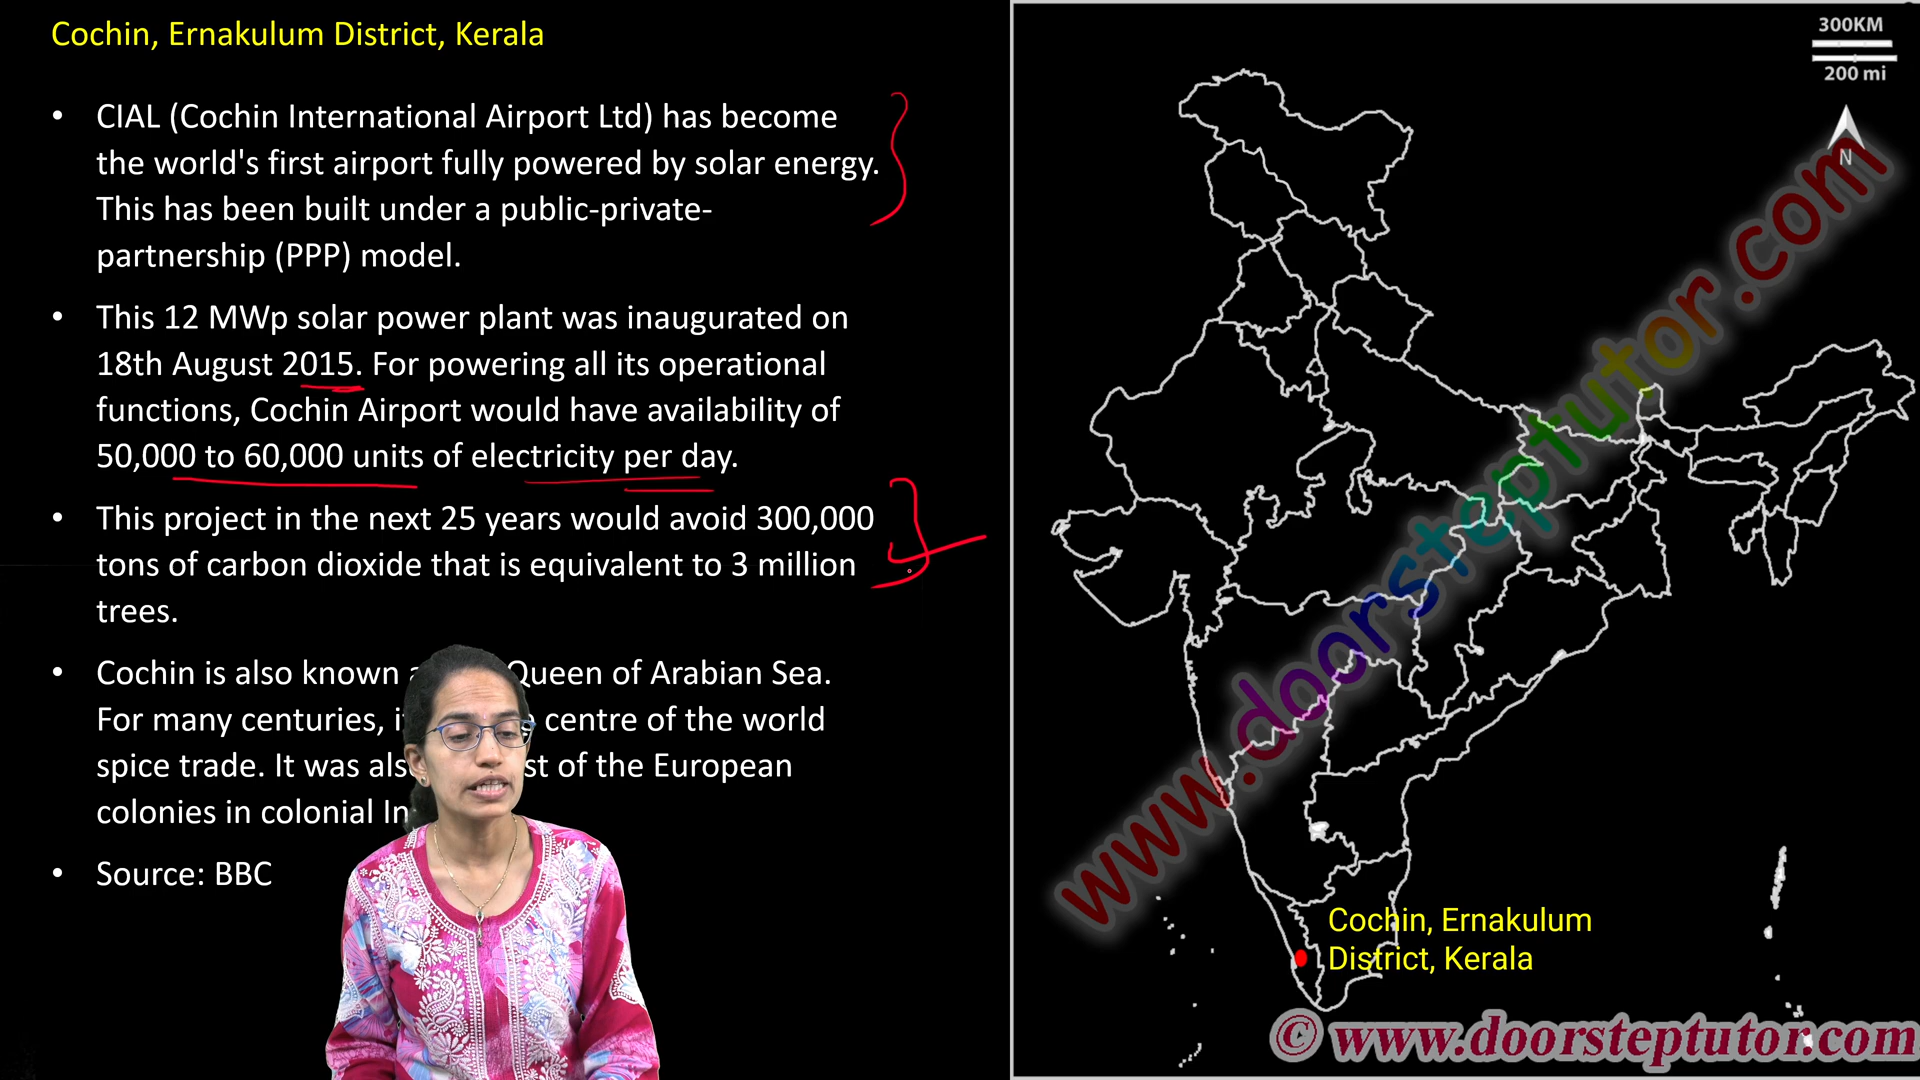 Cochin, Ernakulum District, Kerala
• CIAL (Cochin International Airport Ltd) has become
the world's first airport fully powered by solar energy.
This has been built under a public-private-
partnership (PPP) model.
• This 12 MWp solar power plant was inaugurated on
18th August 2015. For powering all its operational
functions, Cochin Airport would have availability of
50,000 to 60,000 units of electricity per day.
• This project in the next 25 years would avoid 300,000
tons of carbon dioxide that is equivalent to 3 million
trees.
• Cochin is also known Queen of Arabian Sea.
For many centuries, centre of the world
spice trade. It was of the European
colonies in colonial
• Source: BBC
300KM
200 mi
N
www.doorsteptutor.com
Cochin, Ernakulum
District, Kerala
© www.doorsteptutor.com